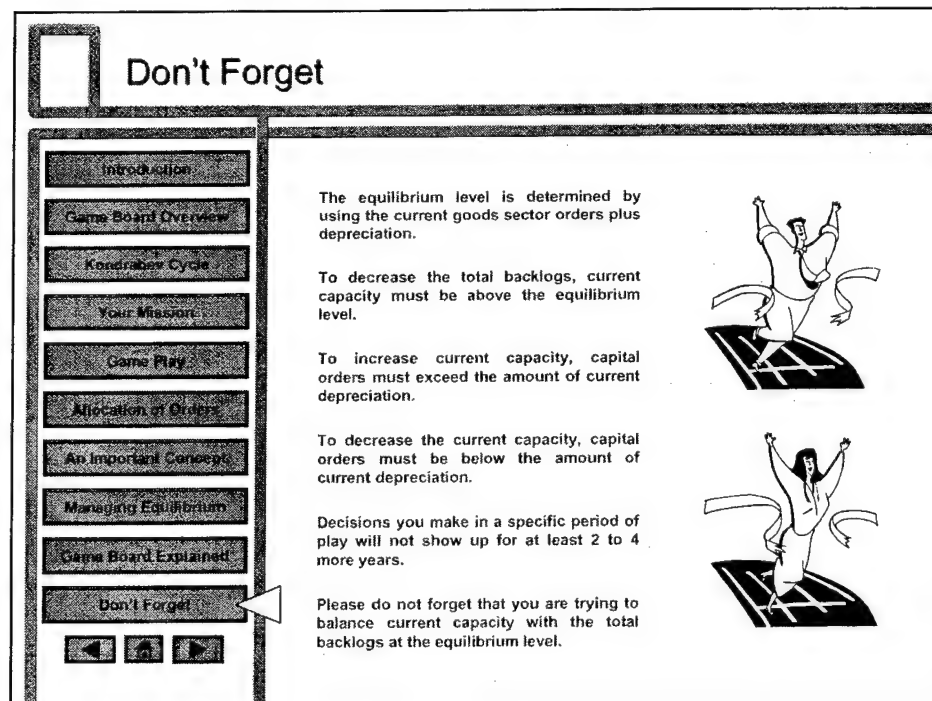 Don't Forget
Introduction
Game Board Overview
Kondrabev Cycle
Your Mission
Game Play
Allocation of Orders
An Important Concept
Managing Equilibrium
Game Board Explained
Don't Forget
The equilibrium level is determined by
using the current goods sector orders plus
depreciation.
To decrease the total backlogs, current
capacity must be above the equilibrium
level.
To increase current capacity, capital
orders must exceed the amount of current
depreciation.
To decrease the current capacity, capital
orders must be below the amount of
current depreciation.
Decisions you make in a specific period of
play will not show up for at least 2 to 4
more years.
Please do not forget that you are trying to
balance current capacity with the total
backlogs at the equilibrium level.